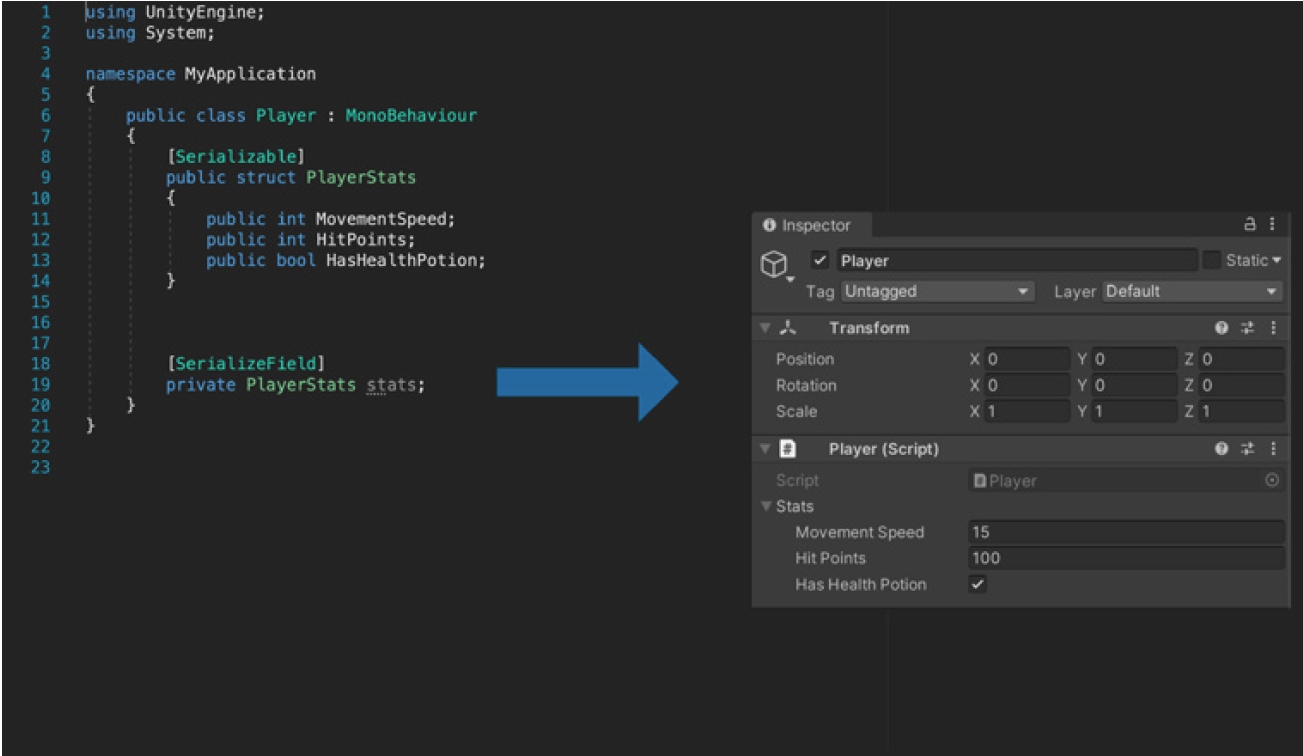 1 using UnityEngine;
2 using System;
3
4 namespace MyApplication
5 {
6 public class Player : MonoBehaviour
7 {
8 [Serializable]
9 public struct PlayerStats
10 {
11 public int MovementSpeed;
12 public int HitPoints;
13 public bool HasHealthPotion;
14 }
15
16
17
18 [SerializeField]
19 private PlayerStats stats;
20 }
21 }
22
23
Inspector
Player Static
Tag Untagged Layer Default
Transform
Position X 0 Y 0 Z 0
Rotation X 0 Y 0 Z 0
Scale X 1 Y 1 Z 1
# Player (Script)
Script Player
Stats
Movement Speed 15
Hit Points 100
Has Health Potion